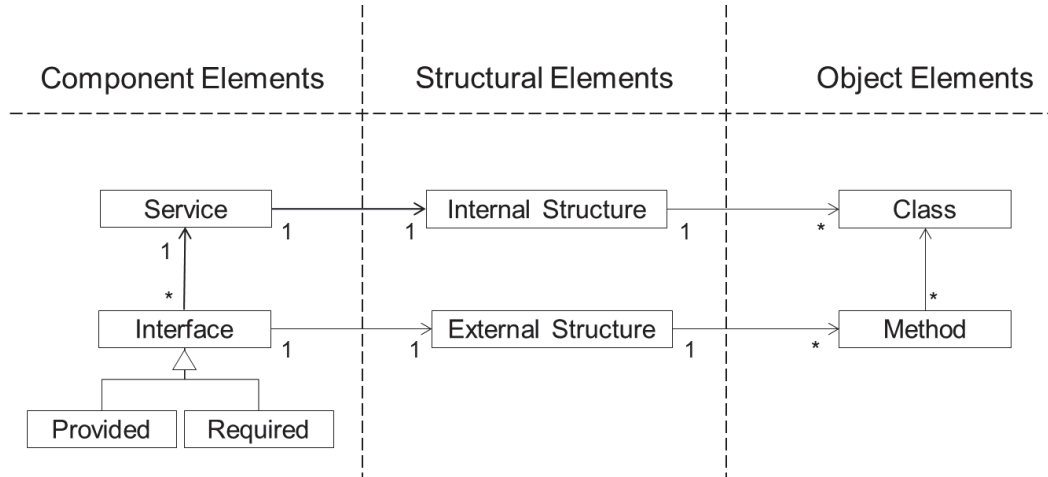 Component Elements
Structural Elements
Object Elements
Service
Internal Structure
Class
1
1
1
1
*
*
*
Interface
External Structure
Method
1
1
1
*
Provided
Required